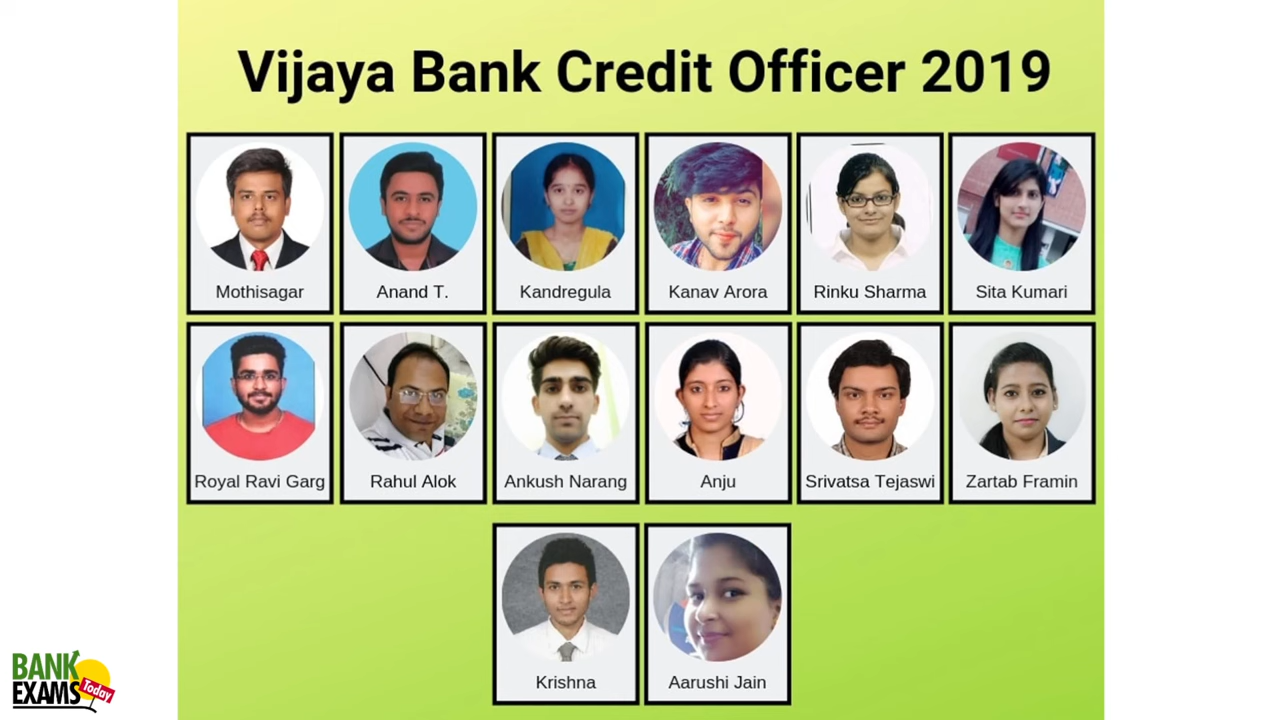 Vijaya Bank Credit Officer 2019
Mothisagar
Anand T.
Kandregula
Kanav Arora
Rinku Sharma
Sita Kumari
Royal Ravi Garg
Rahul Alok
Ankush Narang
Anju
Srivatsa Tejaswi
Zartab Framin
Krishna
Aarushi Jain
BANK
EXAMS Today